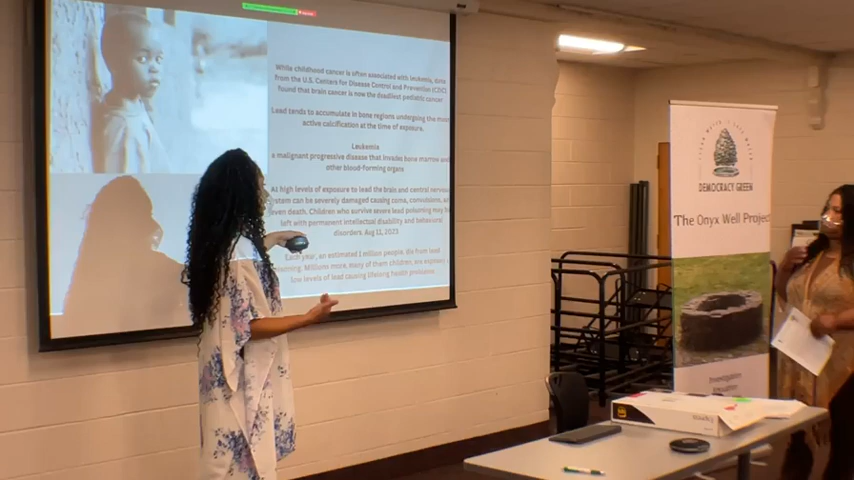 While childhood cancer is often associated with leukemia, data
from the U.S. Centers for Disease Control and Prevention (CDC)
found that brain cancer is now the deadliest pediatric cancer
Lead tends to accumulate in bone regions undergoing the most
active calcification at the time of exposure.
Leukemia
a malignant progressive disease that invades bone marrow and
other blood-forming organs
At high levels of exposure to lead the brain and central nervous
system can be severely damaged causing coma, convulsions, and
even death. Children who survive severe lead poisoning may be
left with permanent intellectual disability and behavioural
disorders. Aug 11, 2023
Each year, an estimated 1 million people die from lead
poisoning. Millions more, many of them children, are exposed
low levels of lead causing lifelong health problems.
DEMOCRACY GREEN
The Onyx Well Project
Investigation